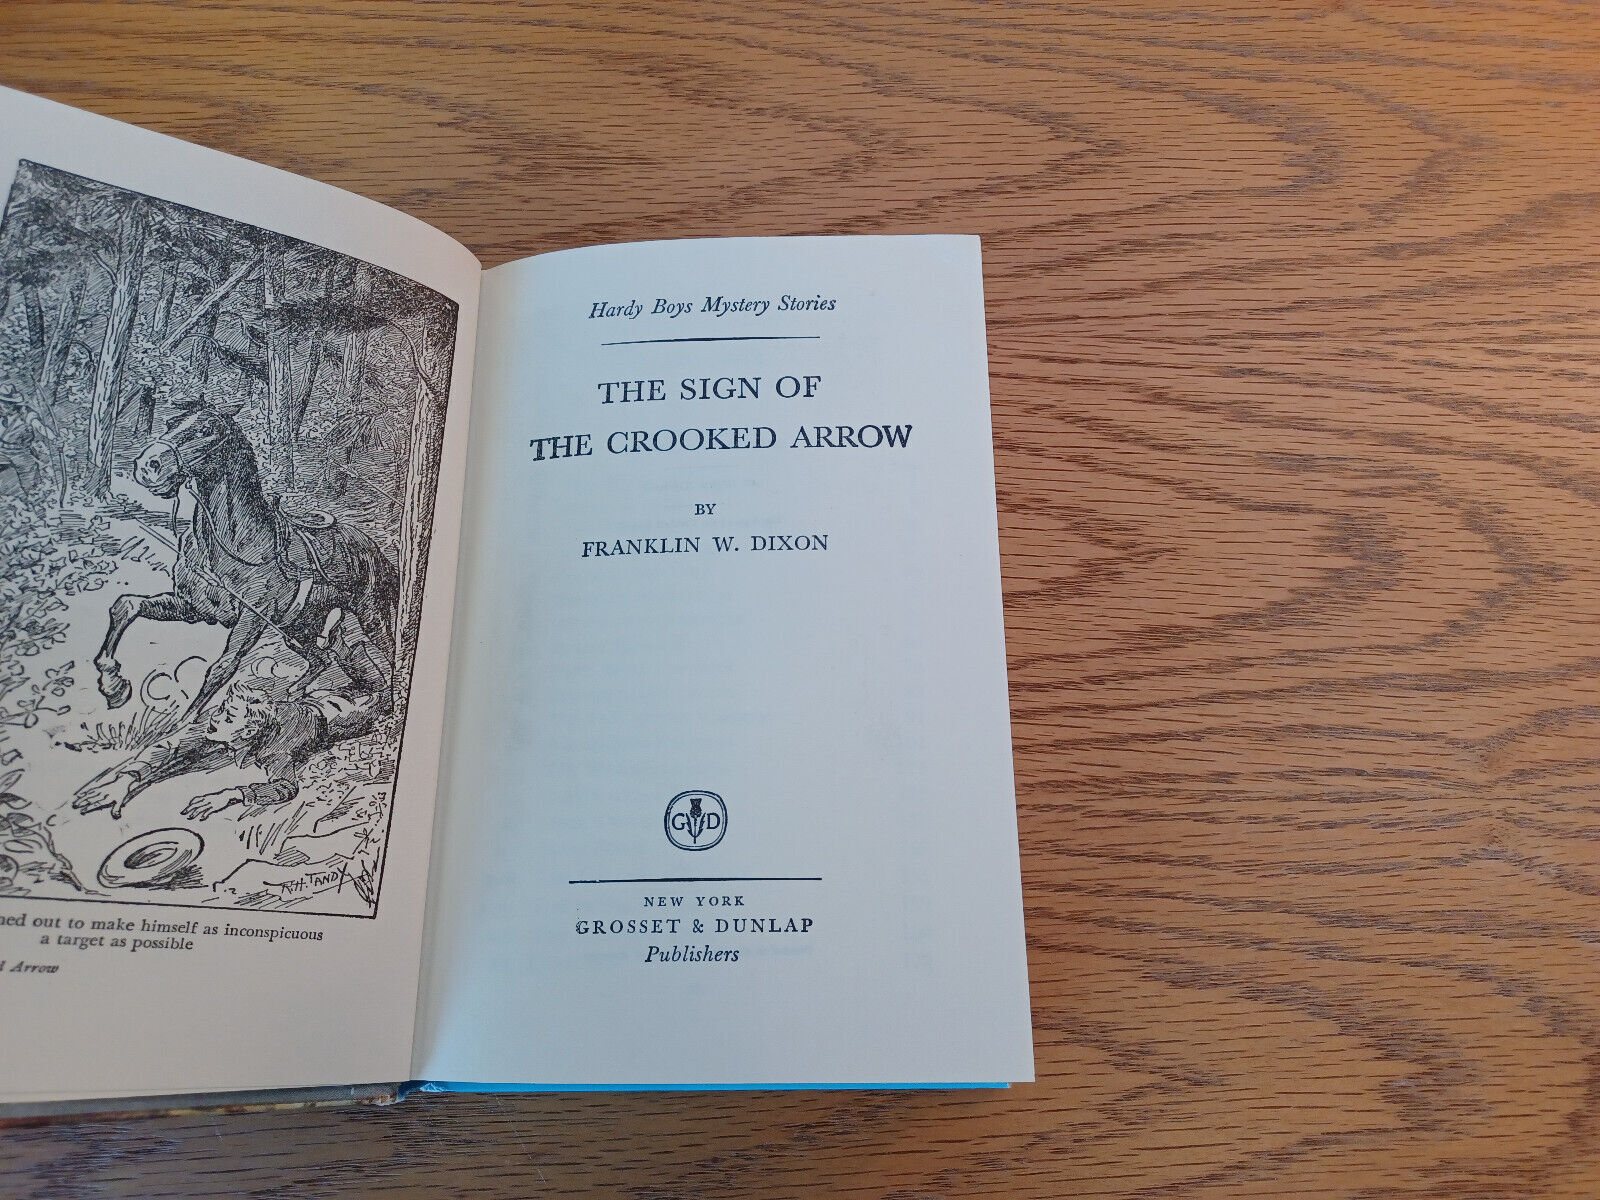 R.H. TANDY
out to make himself as inconspicuous
a target as possible
Arrow
Hardy Boys Mystery Stories
THE SIGN OF
THE CROOKED ARROW
BY
FRANKLIN W. DIXON
G D
NEW YORK
GROSSET & DUNLAP
Publishers